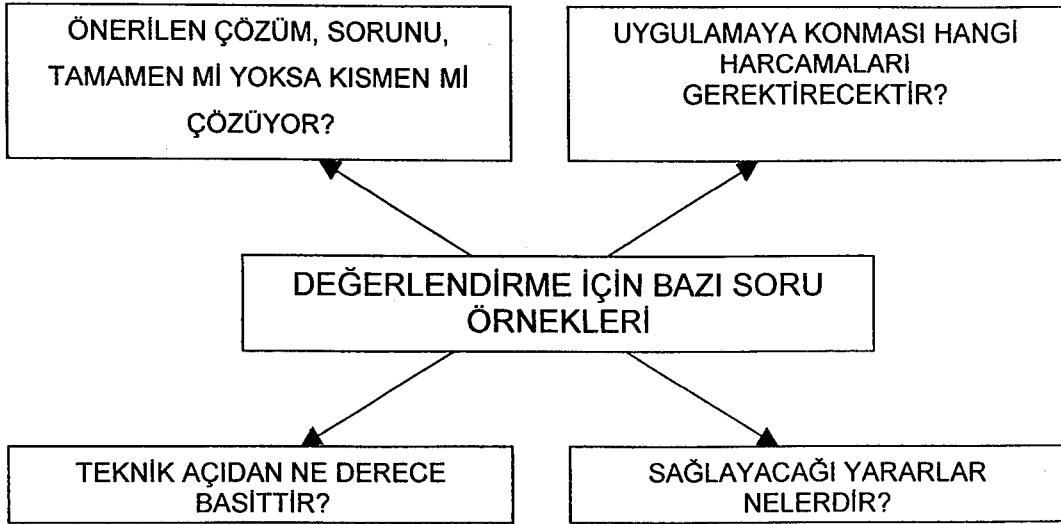 ÖNERİLEN ÇÖZÜM, SORUNU,
TAMAMEN Mİ YOKSA KISMEN Mİ
ÇÖZÜYOR?
UYGULAMAYA KONMASI HANGİ
HARCAMALARI
GEREKTİRECEKTİR?
DEĞERLENDİRME İÇİN BAZI SORU
ÖRNEKLERİ
TEKNİK AÇIDAN NE DERECE
BASİTTİR?
SAĞLAYACAĞI YARARLAR
NELERDİR?